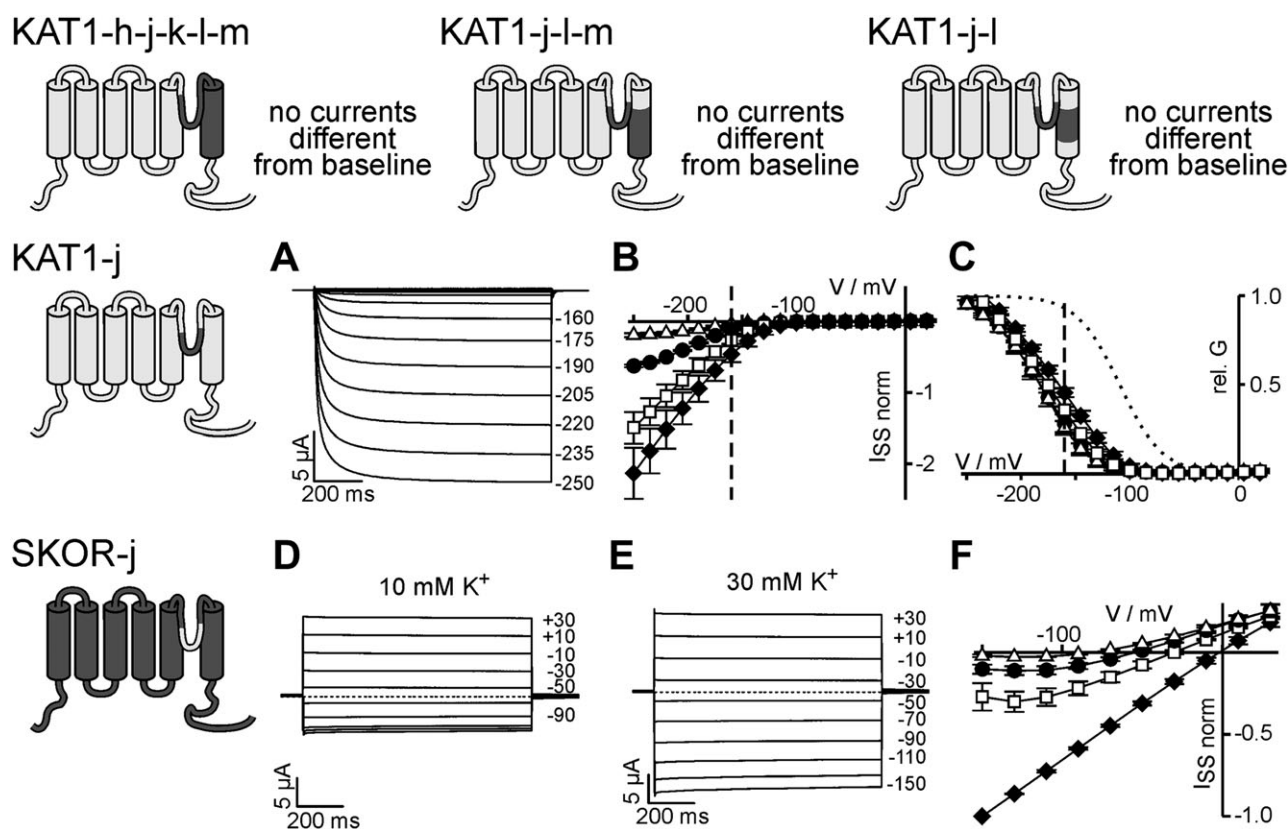 KAT1-h-j-k-l-m
KAT1-j-l-m
KAT1-j-l
no currents
different
from baseline
no currents
different
from baseline
no currents
different
from baseline
KAT1-j
A
-160
-175
-190
-205
-220
-235
-250
5 µA
200 ms
B
V / mV
-200
-100
-1
-2
ISS norm
C
1.0
0.5
rel. G
V / mV
-200
-100
0
SKOR-j
D
10 mM K+
+30
+10
-10
-30
-50
-90
5 µA
200 ms
E
30 mM K+
+30
+10
-10
-30
-50
-70
-90
-110
-150
5 µA
200 ms
F
V / mV
-100
-0.5
-1.0
ISS norm